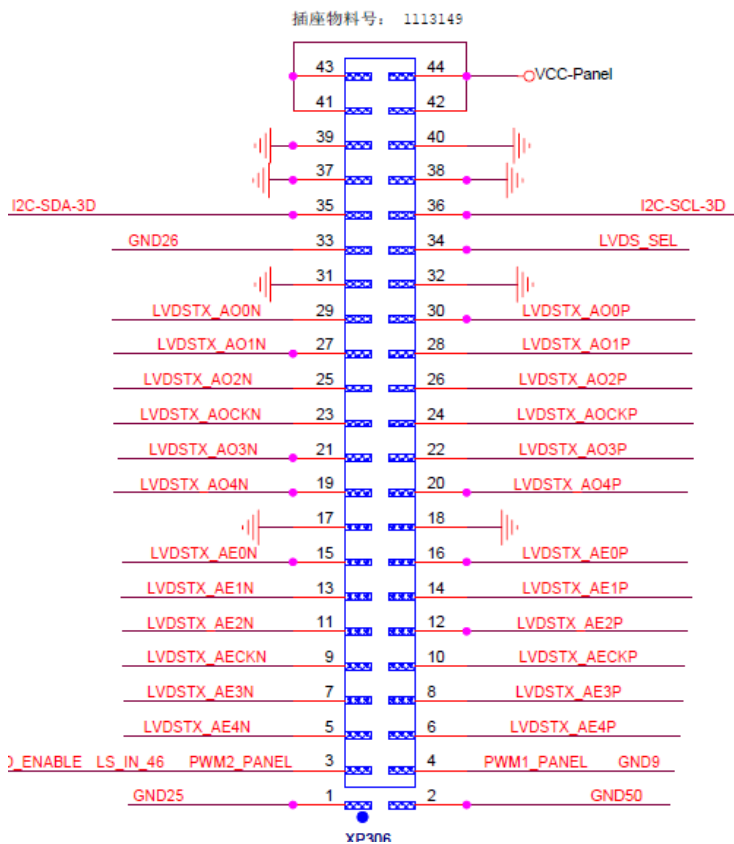 插座物料号： 1113149
43 44 VCC-Panel
41 42
39 40
37 38
I2C-SDA-3D 35 36 I2C-SCL-3D
GND26 33 34 LVDS_SEL
31 32
LVDSTX_AO0N 29 30 LVDSTX_AO0P
LVDSTX_AO1N 27 28 LVDSTX_AO1P
LVDSTX_AO2N 25 26 LVDSTX_AO2P
LVDSTX_AOCKN 23 24 LVDSTX_AOCKP
LVDSTX_AO3N 21 22 LVDSTX_AO3P
LVDSTX_AO4N 19 20 LVDSTX_AO4P
17 18
LVDSTX_AE0N 15 16 LVDSTX_AE0P
LVDSTX_AE1N 13 14 LVDSTX_AE1P
LVDSTX_AE2N 11 12 LVDSTX_AE2P
LVDSTX_AECKN 9 10 LVDSTX_AECKP
LVDSTX_AE3N 7 8 LVDSTX_AE3P
LVDSTX_AE4N 5 6 LVDSTX_AE4P
_ENABLE LS_IN_46 PWM2_PANEL 3 4 PWM1_PANEL GND9
GND25 1 2 GND50
XP306